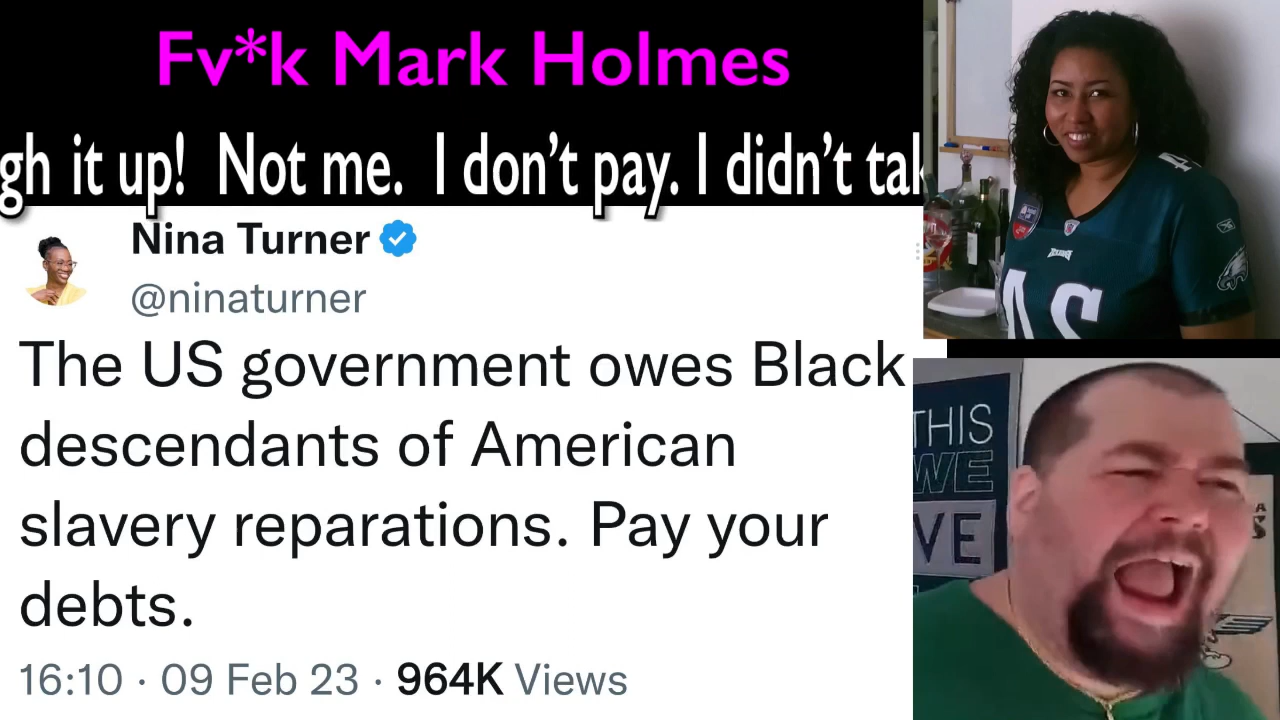 Fv*k Mark Holmes
gh it up! Not me. I don't pay. I didn't tak
Nina Turner
@ninaturner
The US government owes Black
descendants of American
slavery reparations. Pay your
debts.
16:10 · 09 Feb 23 · 964K Views
THIS
WE
VE